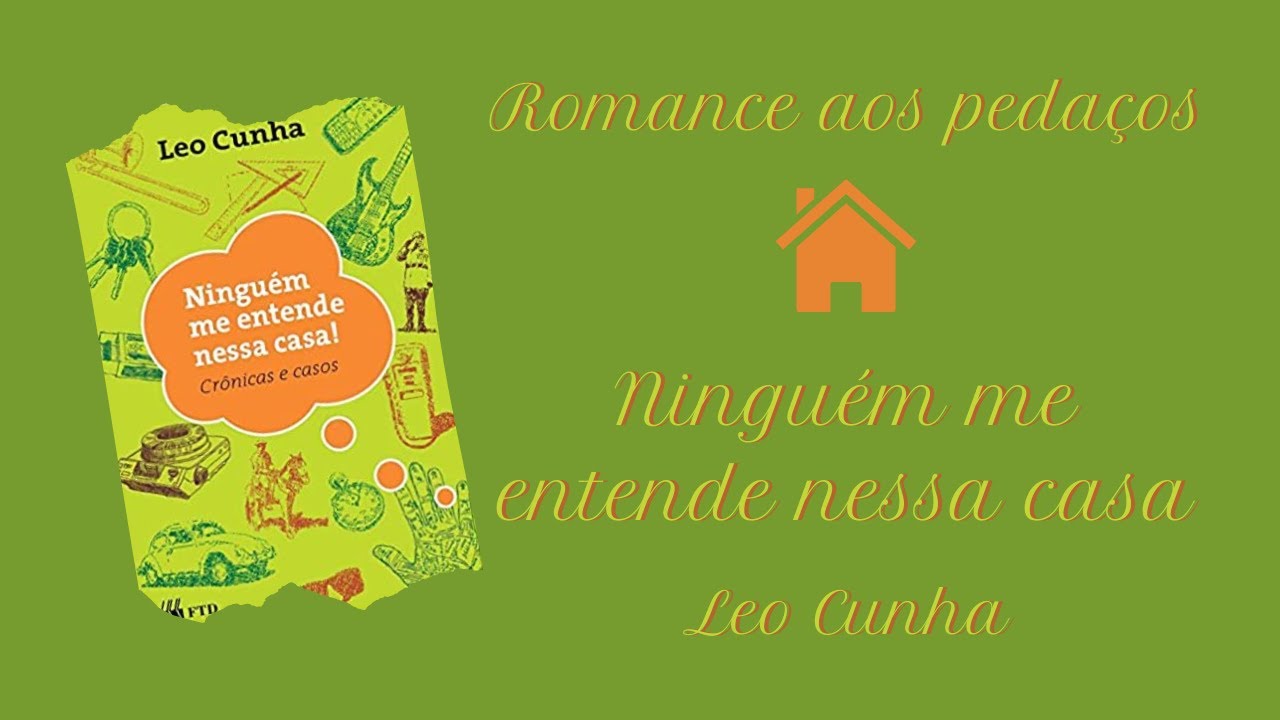 Leo Cunha
Ninguém
me entende
nessa casa!
Crônicas e casos
FTD
Romance aos pedaços
Ninguém me
entende nessa casa
Leo Cunha